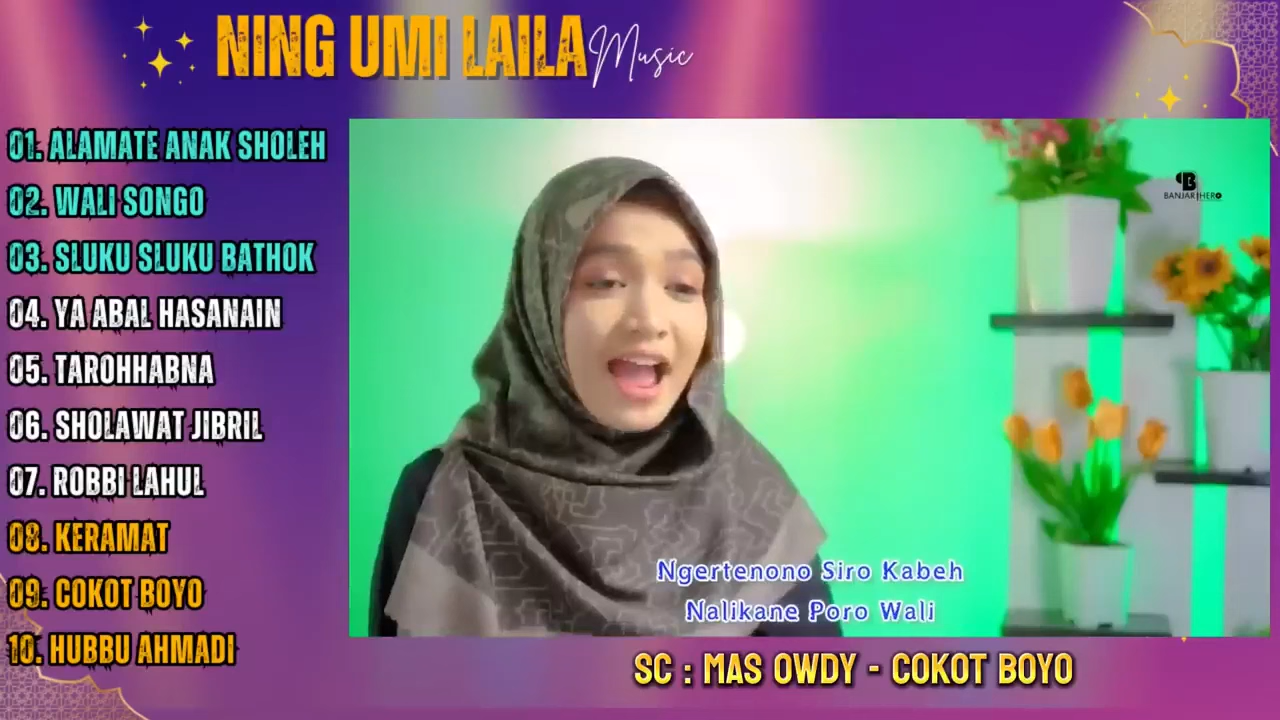 NING UMI LAILA Music
01. ALAMATE ANAK SHOLEH
02. WALI SONGO
03. SLUKU SLUKU BATHOK
04. YA ABAL HASANAIN
05. TAROHHABNA
06. SHOLAWAT JIBRIL
07. ROBBI LAHUL
08. KERAMAT
09. COKOT BOYO
10. HUBBU AHMADI
BANJAR HERO
Ngertenono Siro Kabeh
Nalikane Poro Wali
SC : MAS OWDY - COKOT BOYO